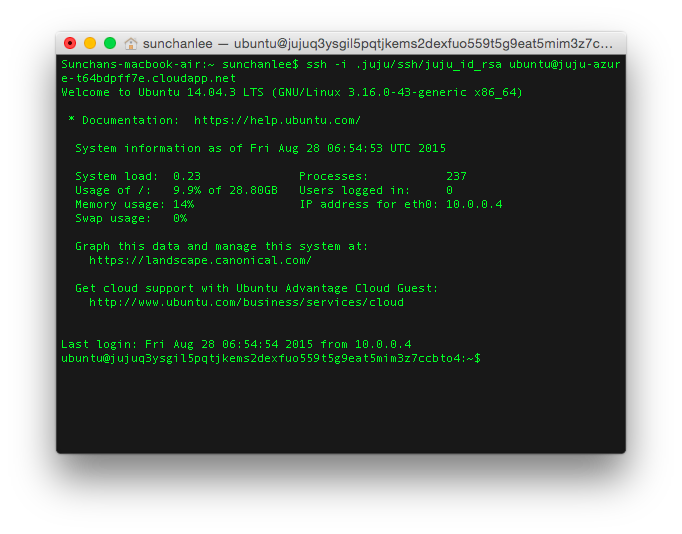 sunchanlee — ubuntu@jujuq3ysgil5pqtjkems2dexfuo559t5g9eat5mim3z7c...
Sunchans-macbook-air:~ sunchanlee$ ssh -i .juju/ssh/juju_id_rsa ubuntu@juju-azur
e-t64bdpff7e.cloudapp.net
Welcome to Ubuntu 14.04.3 LTS (GNU/Linux 3.16.0-43-generic x86_64)
* Documentation:  https://help.ubuntu.com/
System information as of Fri Aug 28 06:54:53 UTC 2015
System load:  0.23              Processes:           237
Usage of /:   9.9% of 28.80GB   Users logged in:     0
Memory usage: 14%               IP address for eth0: 10.0.0.4
Swap usage:   0%
Graph this data and manage this system at:
https://landscape.canonical.com/
Get cloud support with Ubuntu Advantage Cloud Guest:
http://www.ubuntu.com/business/services/cloud
Last login: Fri Aug 28 06:54:54 2015 from 10.0.0.4
ubuntu@jujuq3ysgil5pqtjkems2dexfuo559t5g9eat5mim3z7ccbto4:~$